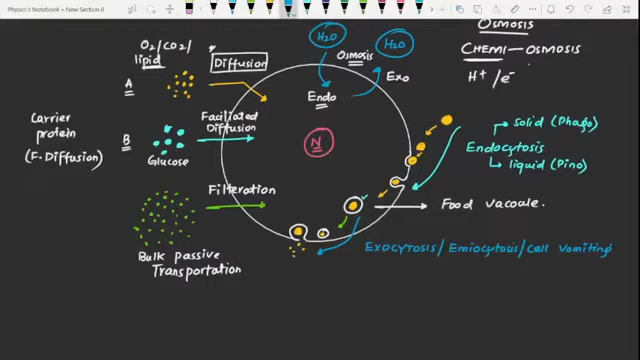 Physics's Notebook » New Section 6
Osmosis
CHEMI - OSMOSIS
H+ /e-
O2/CO2/
lipid
A
Diffusion
H2O
Osmosis
H2O
Endo
Exo
Carrier
protein
(F. Diffusion)
B
Glucose
Faciliated
Diffusion
N
solid (Phago)
Endocytosis
liquid (Pino)
Filteration
Food vacoule.
Bulk Passive
Transportation
EXOCYTOSIS/ Emiocytosis/Cell vomiting